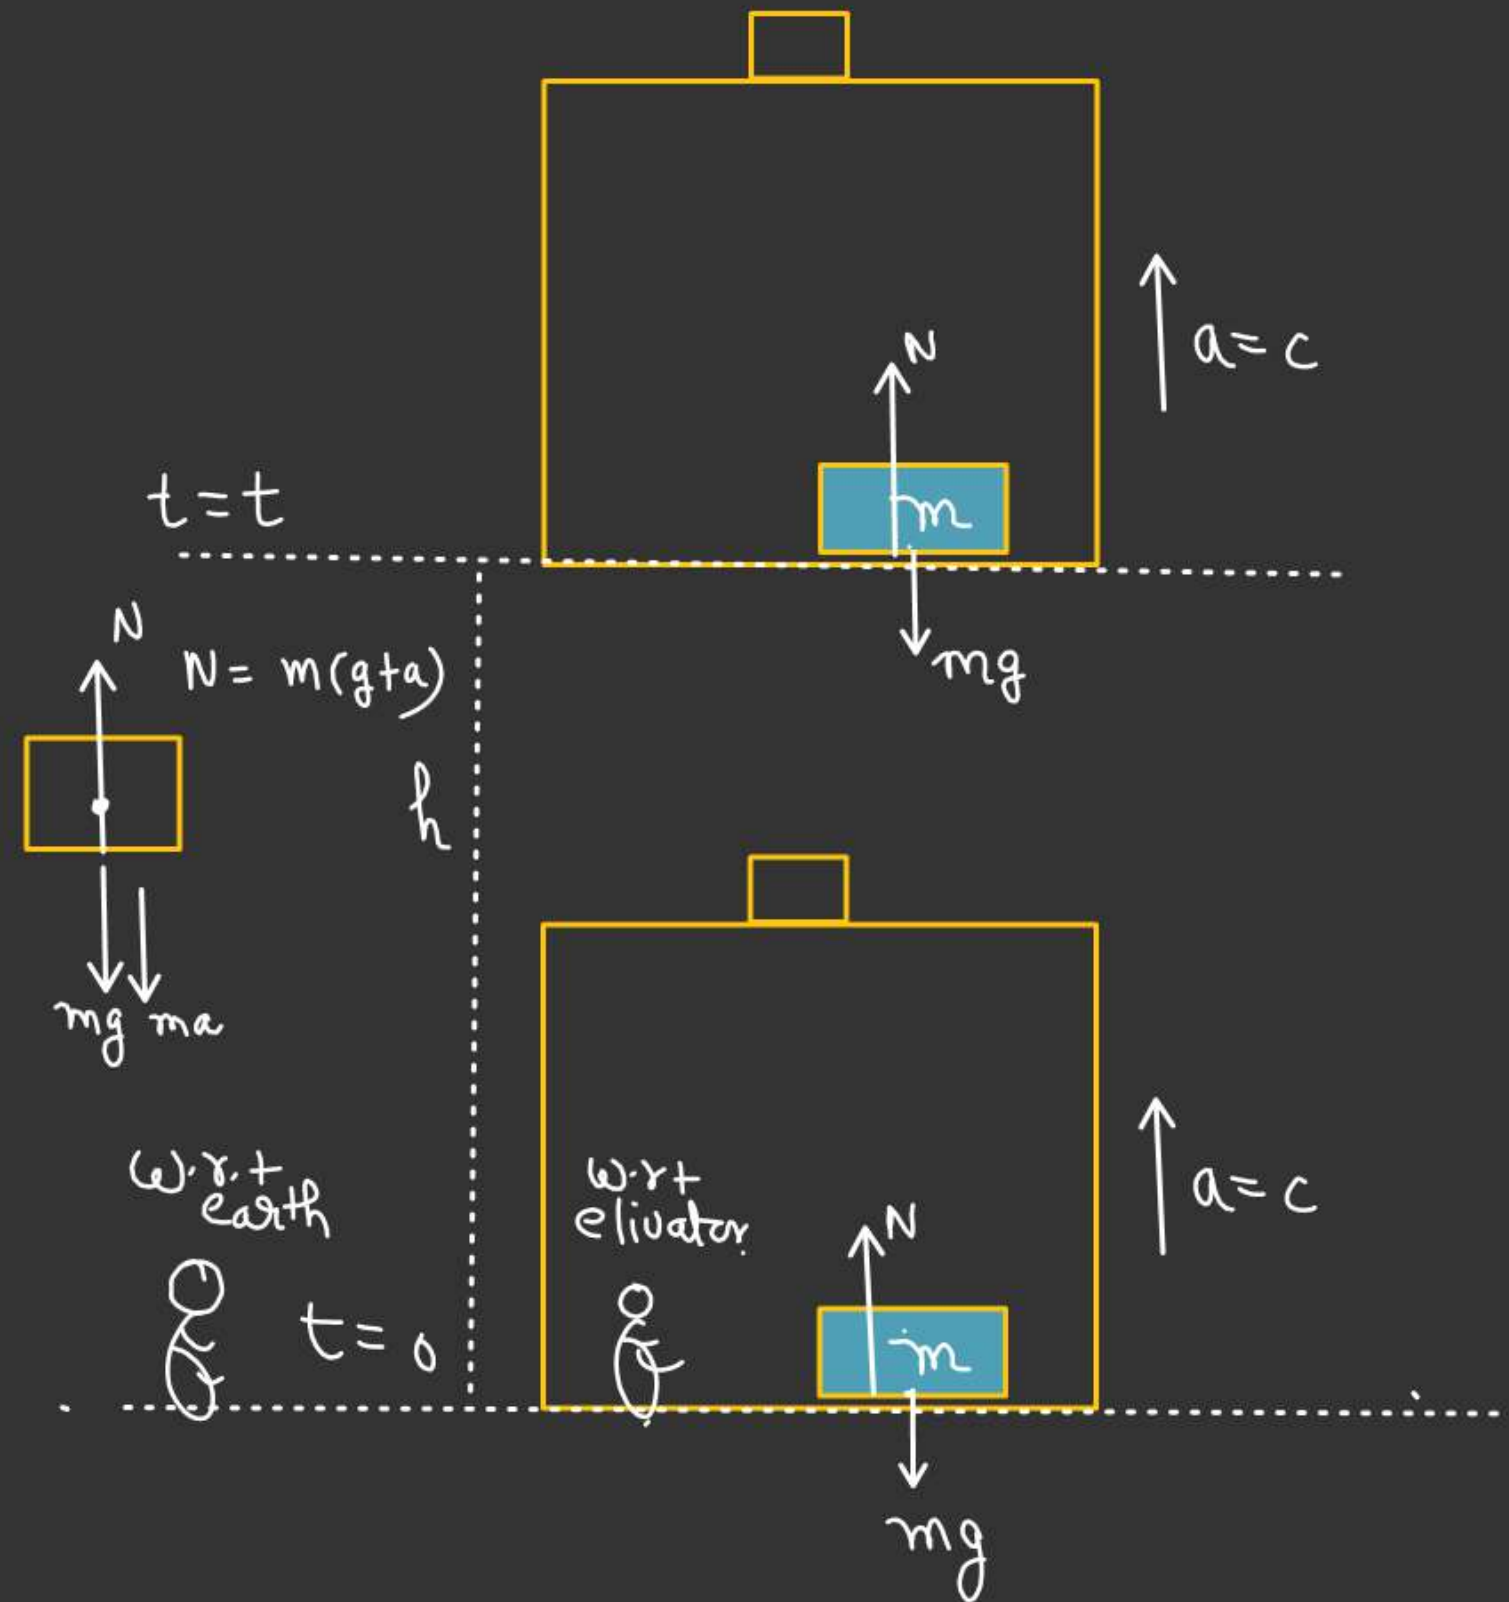 N
a = c
m
t = t
mg
N
N = m(g+a)
h
mg ma
w.r.t
earth
w.r.t
elivator.
N
a = c
t = 0
m
mg